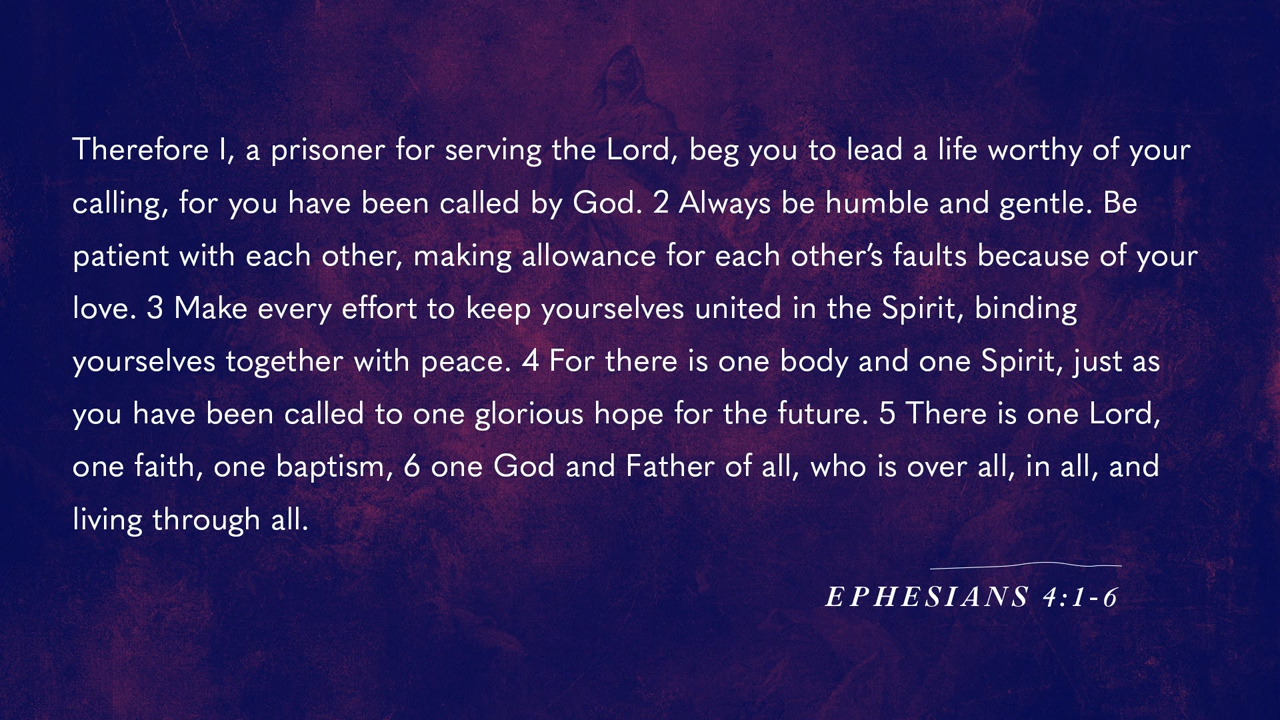 Therefore I, a prisoner for serving the Lord, beg you to lead a life worthy of your
calling, for you have been called by God. 2 Always be humble and gentle. Be
patient with each other, making allowance for each other’s faults because of your
love. 3 Make every effort to keep yourselves united in the Spirit, binding
yourselves together with peace. 4 For there is one body and one Spirit, just as
you have been called to one glorious hope for the future. 5 There is one Lord,
one faith, one baptism, 6 one God and Father of all, who is over all, in all, and
living through all.
EPHESIANS 4:1-6